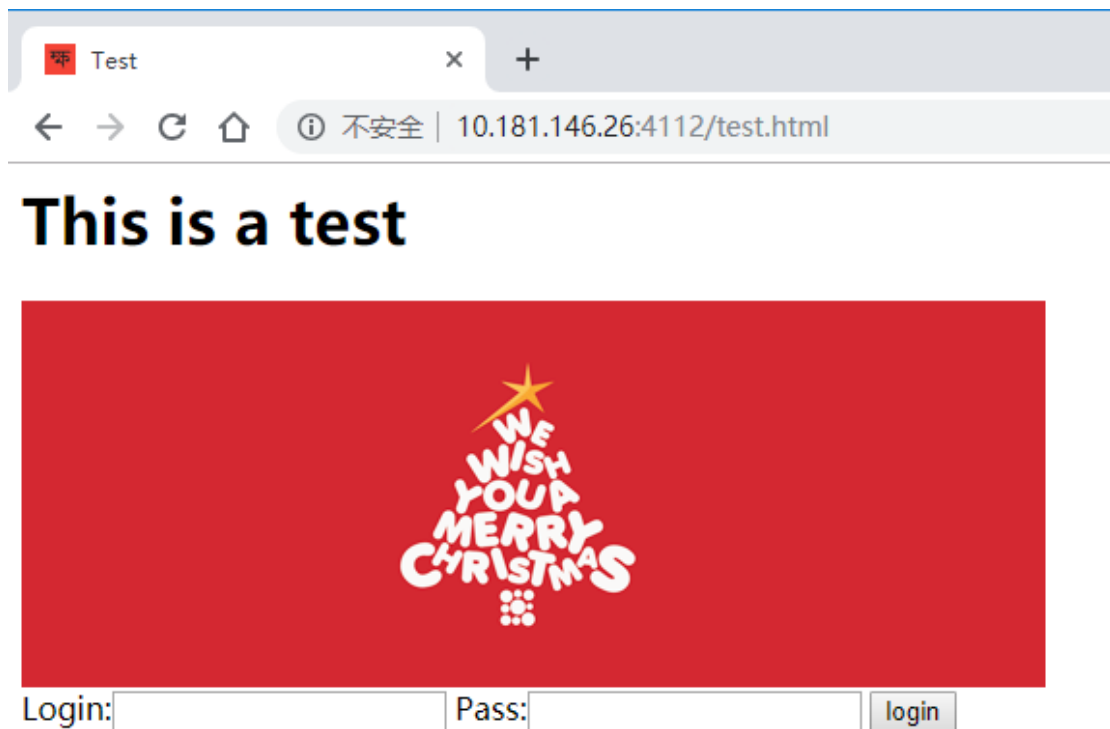 Test
不安全 10.181.146.26:4112/test.html
This is a test
WE
WISH
YOU A
MERRY
CHRISTMAS
Login: Pass: login